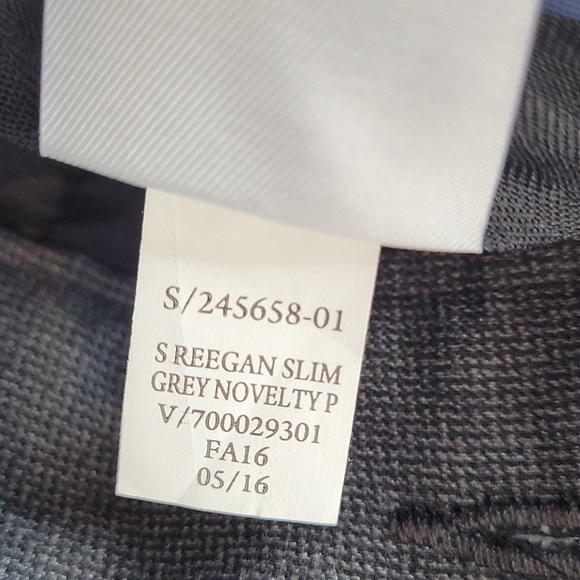 S/245658-01
S REEGAN SLIM
GREY NOVELTY P
V/700029301
FA16
05/16